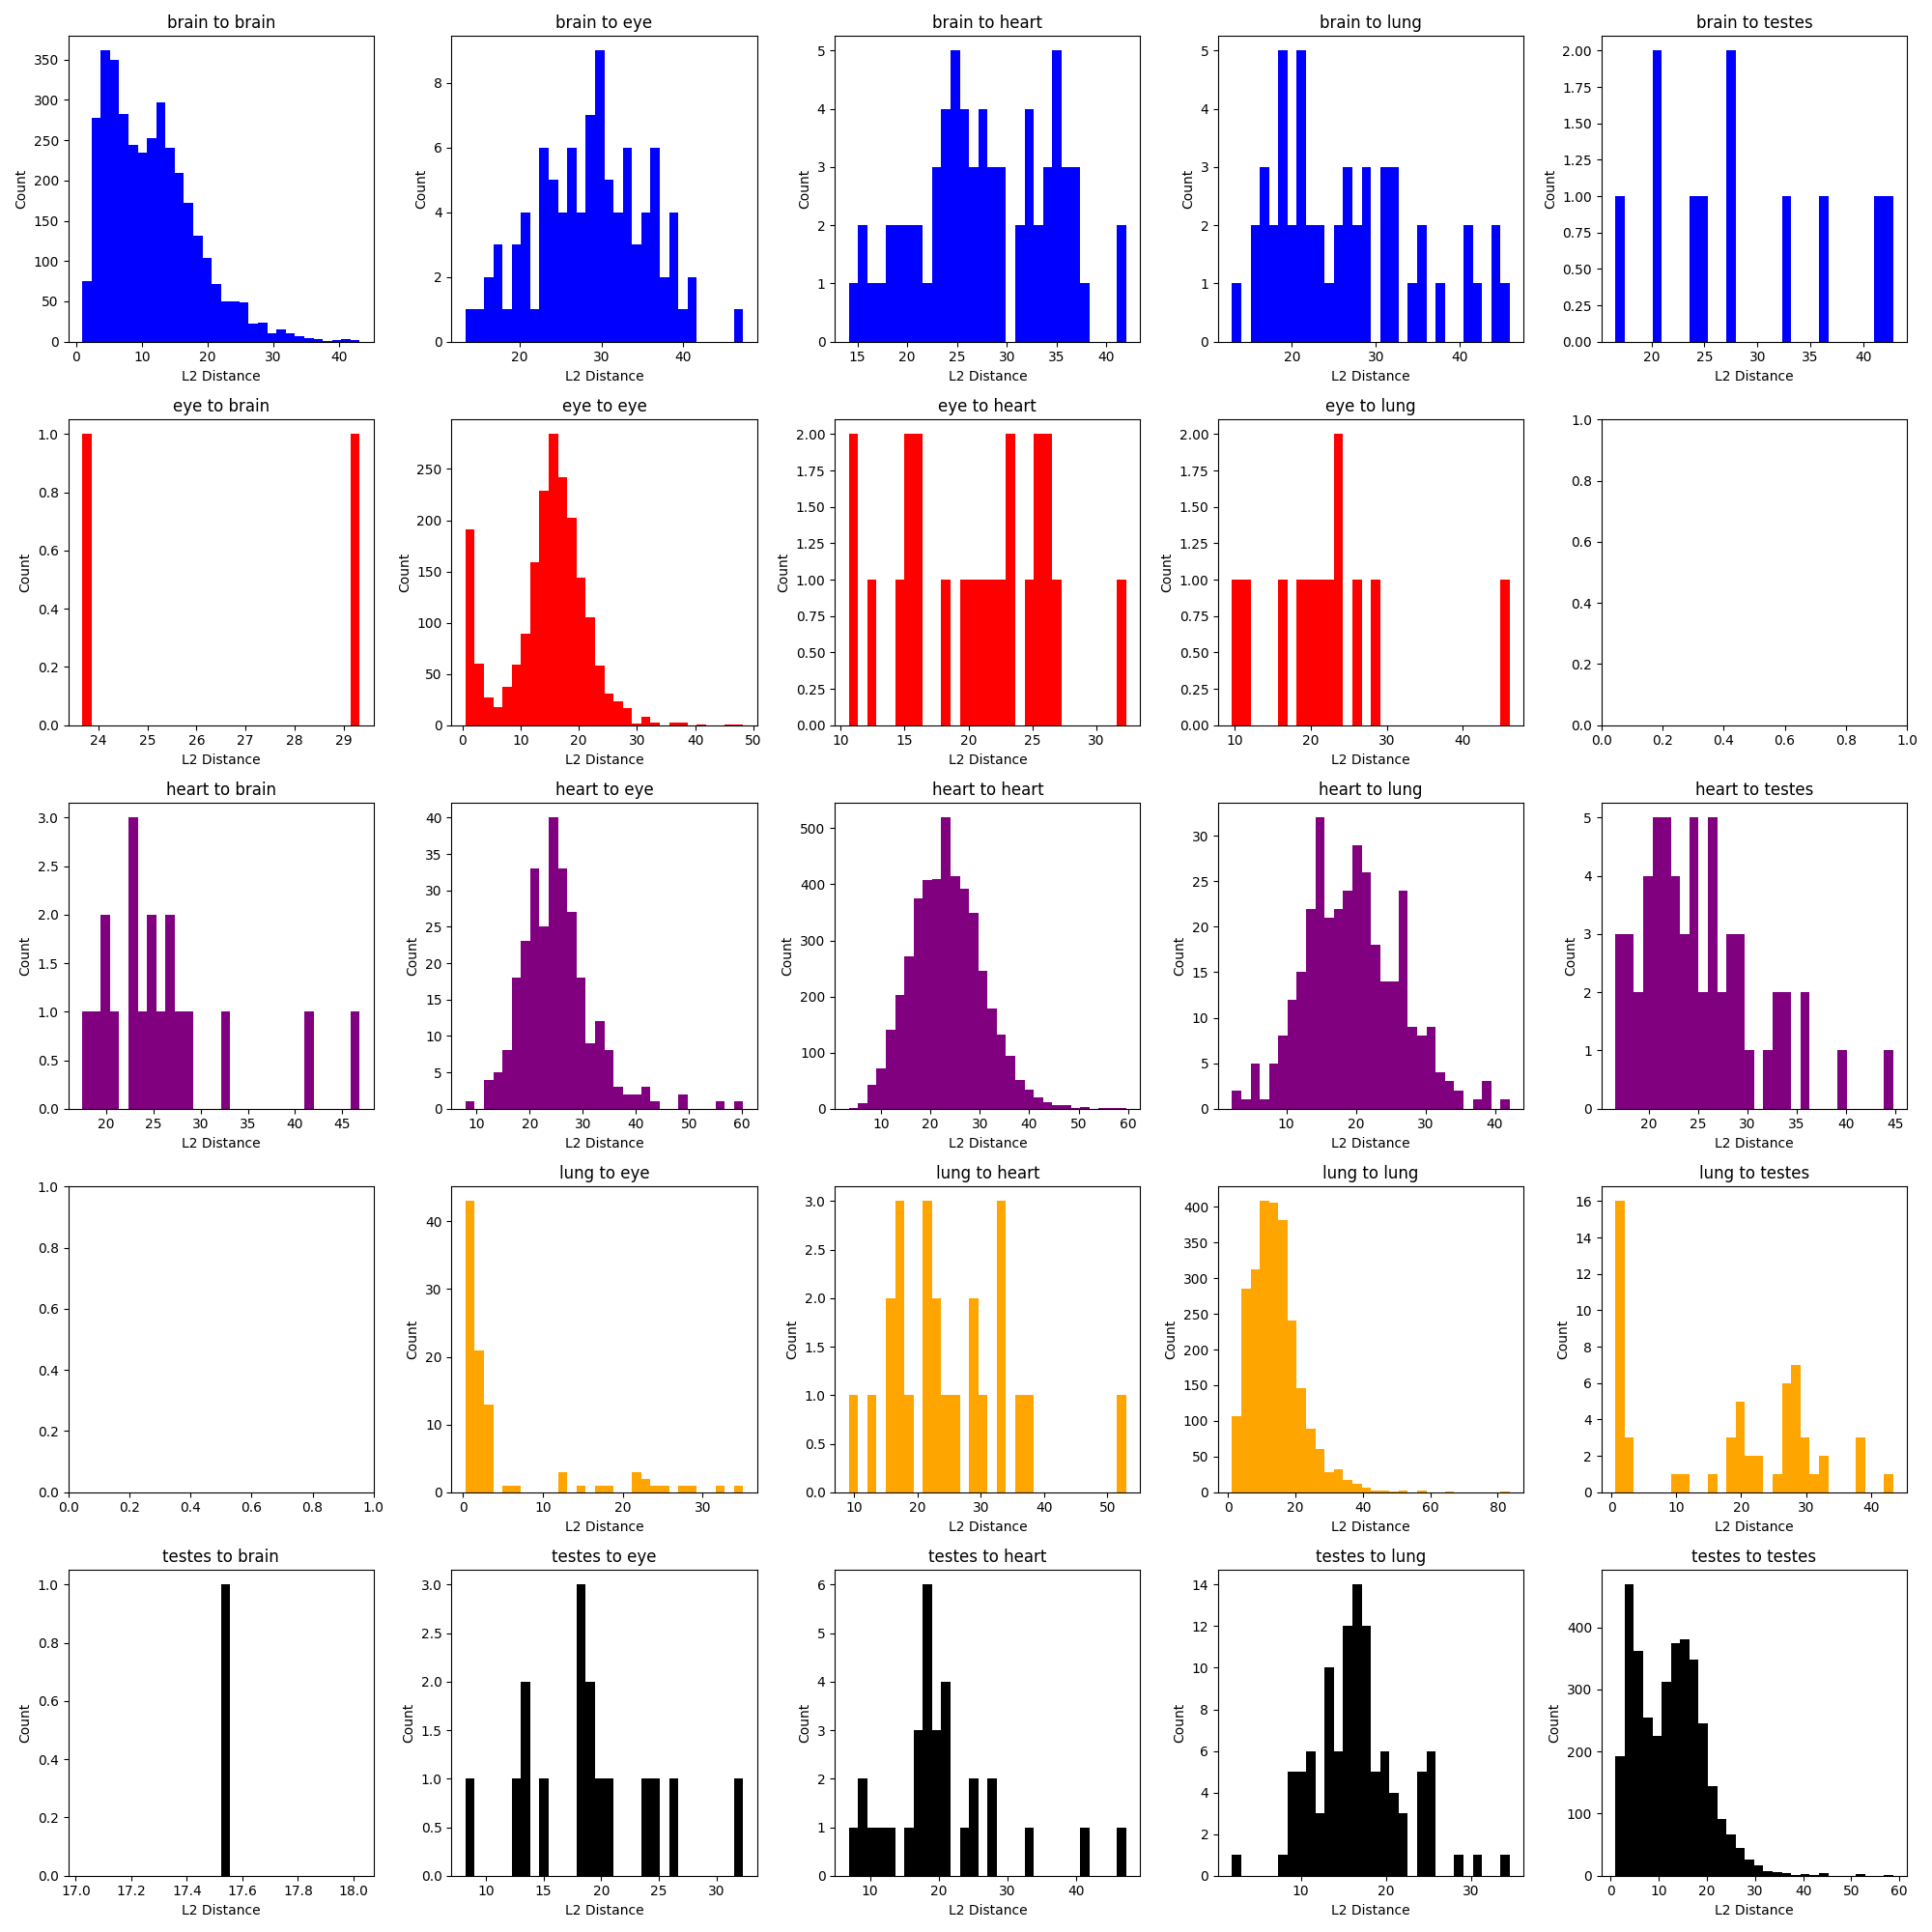 brain to brain
brain to eye
brain to heart
brain to lung
brain to testes
350
300
250
200
150
100
50
0
Count
0 10 20 30 40
L2 Distance
8
6
4
2
0
Count
20 30 40
L2 Distance
5
4
3
2
1
0
Count
15 20 25 30 35 40
L2 Distance
5
4
3
2
1
0
Count
20 30 40
L2 Distance
2.00
1.75
1.50
1.25
1.00
0.75
0.50
0.25
0.00
Count
20 25 30 35 40
L2 Distance
eye to brain
eye to eye
eye to heart
eye to lung
1.0
0.8
0.6
0.4
0.2
0.0
Count
24 25 26 27 28 29
L2 Distance
250
200
150
100
50
0
Count
0 10 20 30 40 50
L2 Distance
2.00
1.75
1.50
1.25
1.00
0.75
0.50
0.25
0.00
Count
10 15 20 25 30
L2 Distance
2.00
1.75
1.50
1.25
1.00
0.75
0.50
0.25
0.00
Count
10 20 30 40
L2 Distance
1.0
0.8
0.6
0.4
0.2
0.0
0.0 0.2 0.4 0.6 0.8 1.0
heart to brain
heart to eye
heart to heart
heart to lung
heart to testes
3.0
2.5
2.0
1.5
1.0
0.5
0.0
Count
20 25 30 35 40 45
L2 Distance
40
35
30
25
20
15
10
5
0
Count
10 20 30 40 50 60
L2 Distance
500
400
300
200
100
0
Count
10 20 30 40 50 60
L2 Distance
30
25
20
15
10
5
0
Count
10 20 30 40
L2 Distance
5
4
3
2
1
0
Count
20 25 30 35 40 45
L2 Distance
lung to eye
lung to heart
lung to lung
lung to testes
1.0
0.8
0.6
0.4
0.2
0.0
0.0 0.2 0.4 0.6 0.8 1.0
40
30
20
10
0
Count
0 10 20 30
L2 Distance
3.0
2.5
2.0
1.5
1.0
0.5
0.0
Count
10 20 30 40 50
L2 Distance
400
350
300
250
200
150
100
50
0
Count
0 20 40 60 80
L2 Distance
16
14
12
10
8
6
4
2
0
Count
0 10 20 30 40
L2 Distance
testes to brain
testes to eye
testes to heart
testes to lung
testes to testes
1.0
0.8
0.6
0.4
0.2
0.0
Count
17.0 17.2 17.4 17.6 17.8 18.0
L2 Distance
3.0
2.5
2.0
1.5
1.0
0.5
0.0
Count
10 15 20 25 30
L2 Distance
6
5
4
3
2
1
0
Count
10 20 30 40
L2 Distance
14
12
10
8
6
4
2
0
Count
10 20 30
L2 Distance
400
300
200
100
0
Count
0 10 20 30 40 50 60
L2 Distance